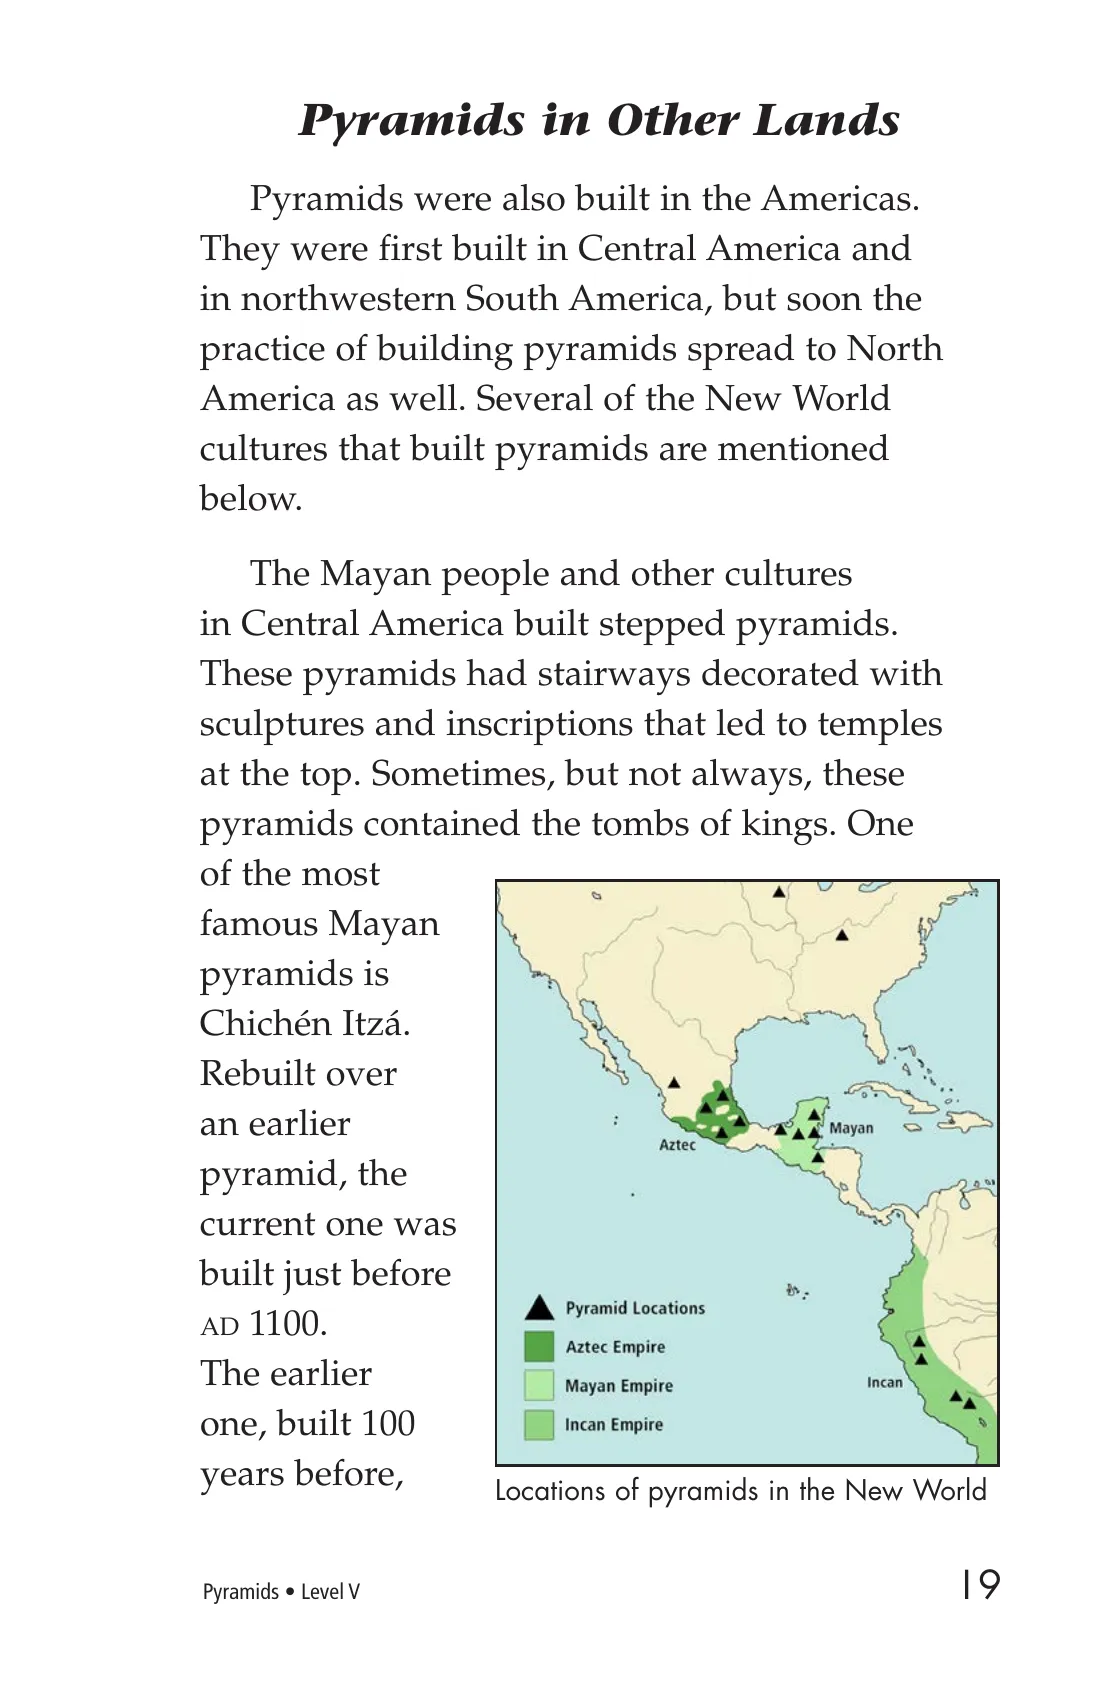 Pyramids in Other Lands
Pyramids were also built in the Americas.
They were first built in Central America and
in northwestern South America, but soon the
practice of building pyramids spread to North
America as well. Several of the New World
cultures that built pyramids are mentioned
below.
The Mayan people and other cultures
in Central America built stepped pyramids.
These pyramids had stairways decorated with
sculptures and inscriptions that led to temples
at the top. Sometimes, but not always, these
pyramids contained the tombs of kings. One
of the most
famous Mayan
pyramids is
Chichén Itzá.
Rebuilt over
an earlier
pyramid, the
current one was
built just before
AD 1100.
The earlier
one, built 100
years before,
Aztec
Mayan
Incan
Pyramid Locations
Aztec Empire
Mayan Empire
Incan Empire
Locations of pyramids in the New World
Pyramids • Level V
19